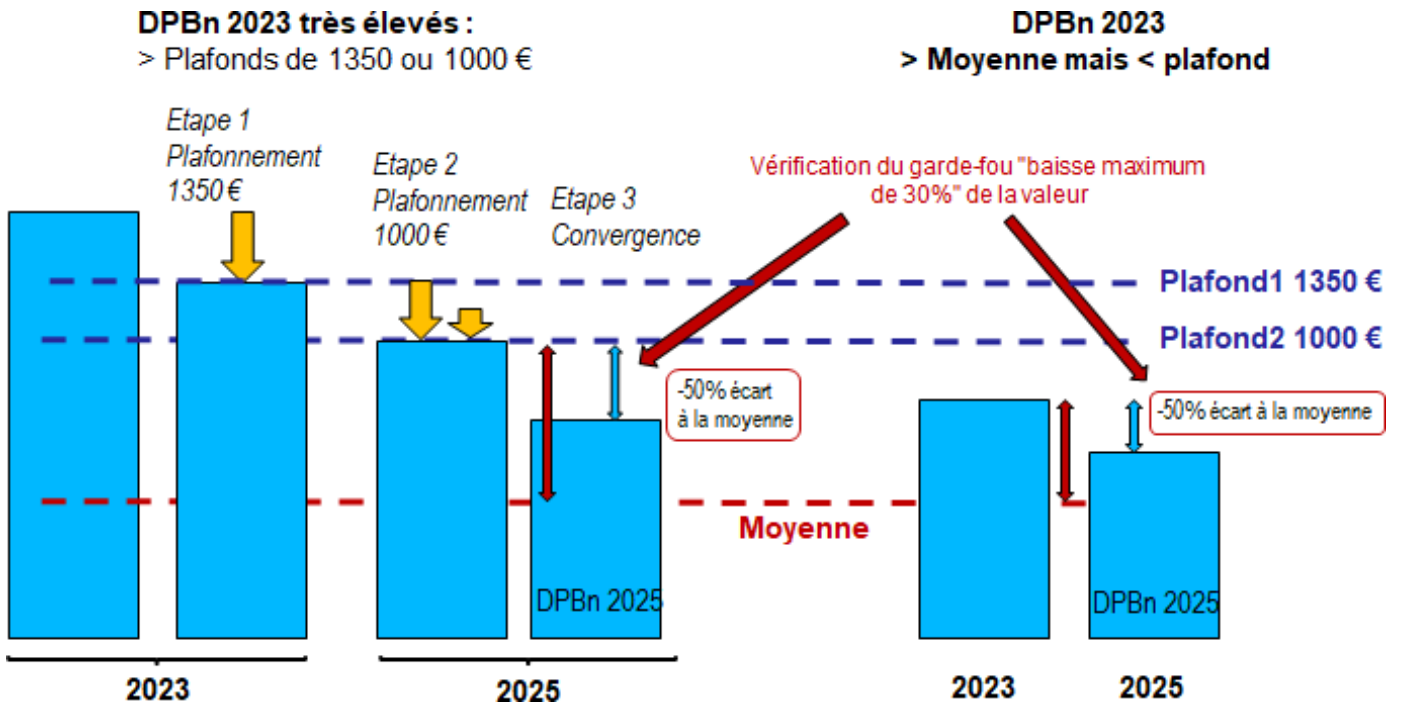 DPBn 2023 très élevés :
> Plafonds de 1350 ou 1000 €
DPBn 2023
> Moyenne mais < plafond
Etape 1
Plafonnement
1350 €
Etape 2
Plafonnement
1000 €
Etape 3
Convergence
Vérification du garde-fou "baisse maximum
de 30%" de la valeur
Plafond1 1350 €
Plafond2 1000 €
-50% écart
à la moyenne
-50% écart à la moyenne
Moyenne
DPBn 2025
DPBn 2025
2023
2025
2023
2025